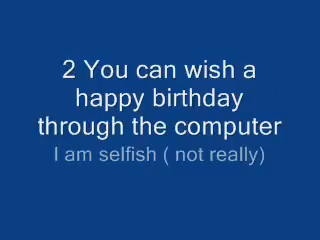 2 You can wish a
happy birthday
through the computer
I am selfish ( not really)